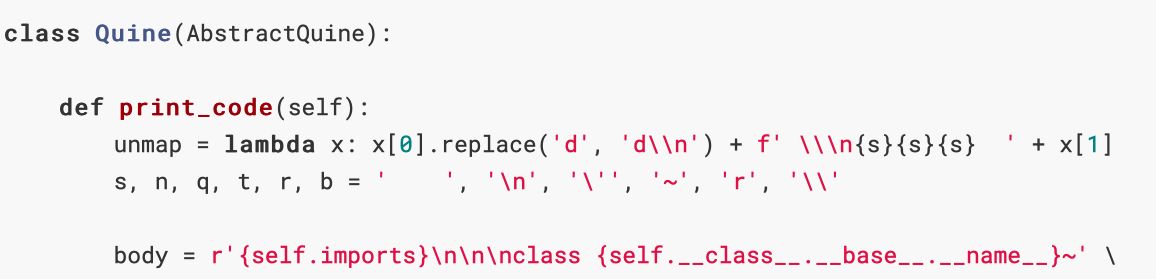 class Quine(AbstractQuine):
    def print_code(self):
        unmap = lambda x: x[0].replace('d', 'd\\n') + f' \\\n{s}{s}{s}  ' + x[1]
        s, n, q, t, r, b = '    ', '\n', '\'', '~', 'r', '\\'
        body = r'{self.imports}\n\n\nclass {self.__class__.__base__.__name__}~' \